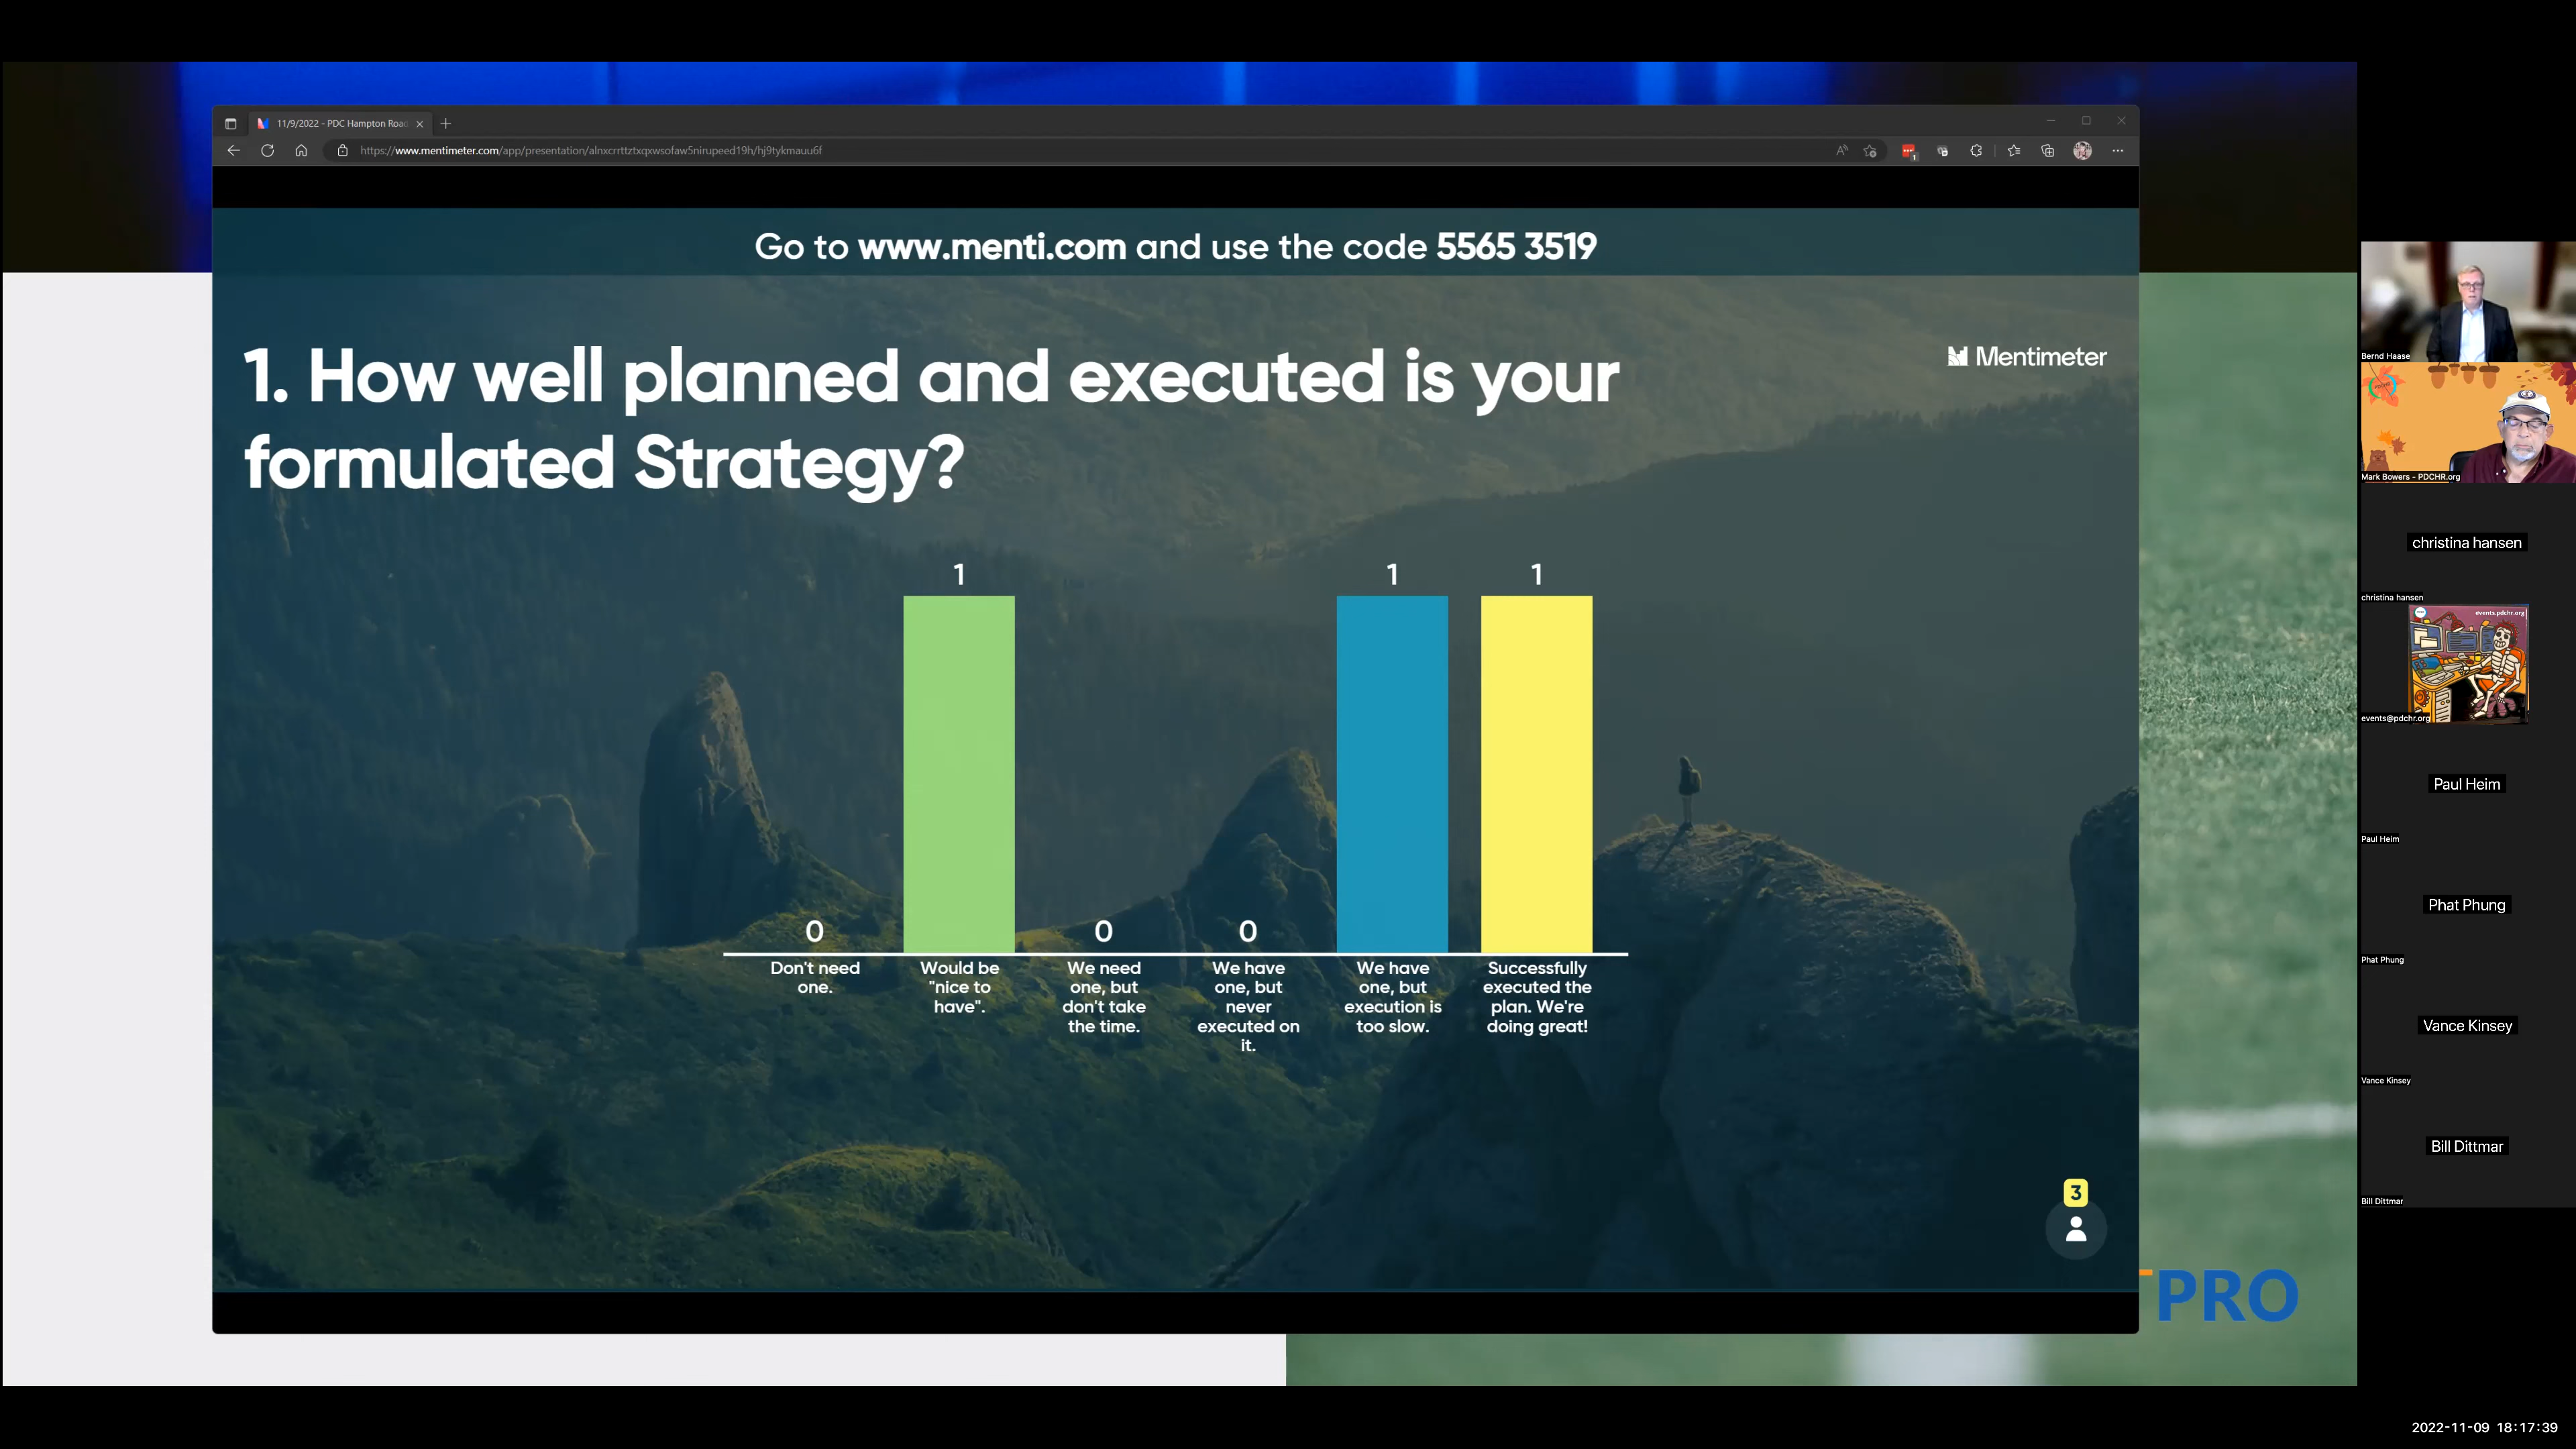 11/9/2022 - PDC Hampton Road
https://www.mentimeter.com/app/presentation/alnxcrrttztxqxwsofaw5nirupeed19h/hj9tykmauu6f
Go to www.menti.com and use the code 5565 3519
1. How well planned and executed is your
formulated Strategy?
Mentimeter
1
1
1
0
0
0
Don't need
one.
Would be
"nice to
have".
We need
one, but
don't take
the time.
We have
one, but
never
executed on
it.
We have
one, but
execution is
too slow.
Successfully
executed the
plan. We're
doing great!
3
PRO
Bernd Haase
Mark Bowers - PDCHR.org
christina hansen
christina hansen
events.pdchr.org
events@pdchr.org
Paul Heim
Paul Heim
Phat Phung
Phat Phung
Vance Kinsey
Vance Kinsey
Bill Dittmar
Bill Dittmar
2022-11-09 18:17:39